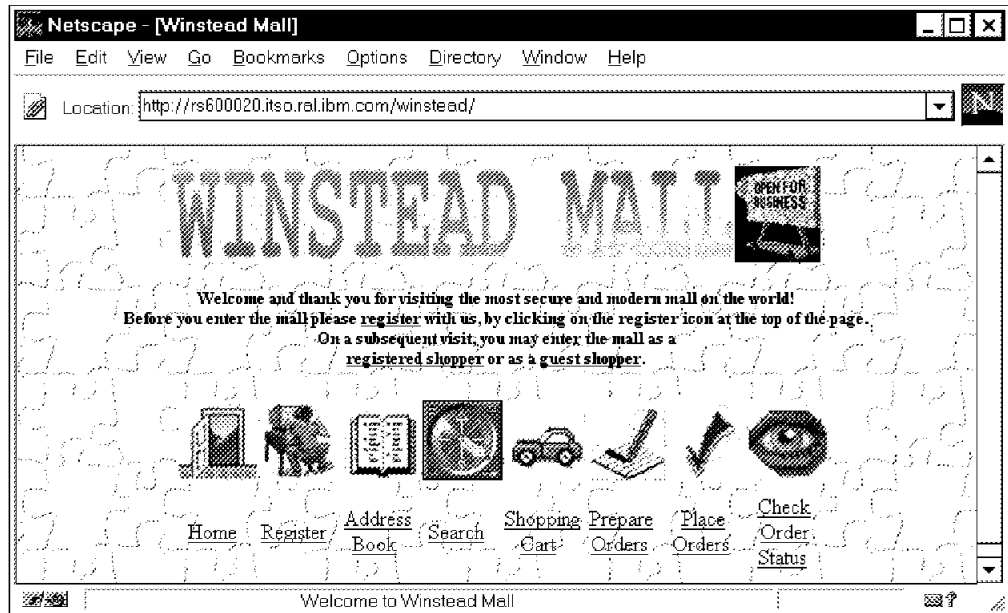 Netscape - [Winstead Mall]
File Edit View Go Bookmarks Options Directory Window Help
Location: http://rs600020.itso.ral.ibm.com/winstead/
N
WINSTEAD MALL
OPEN FOR
BUSINESS
Welcome and thank you for visiting the most secure and modern mall on the world!
Before you enter the mall please register with us, by clicking on the register icon at the top of the page.
On a subsequent visit, you may enter the mall as a
registered shopper or as a guest shopper.
Home
Register
Address
Book
Search
Shopping
Cart
Prepare
Orders
Place
Orders
Check
Order
Status
Welcome to Winstead Mall